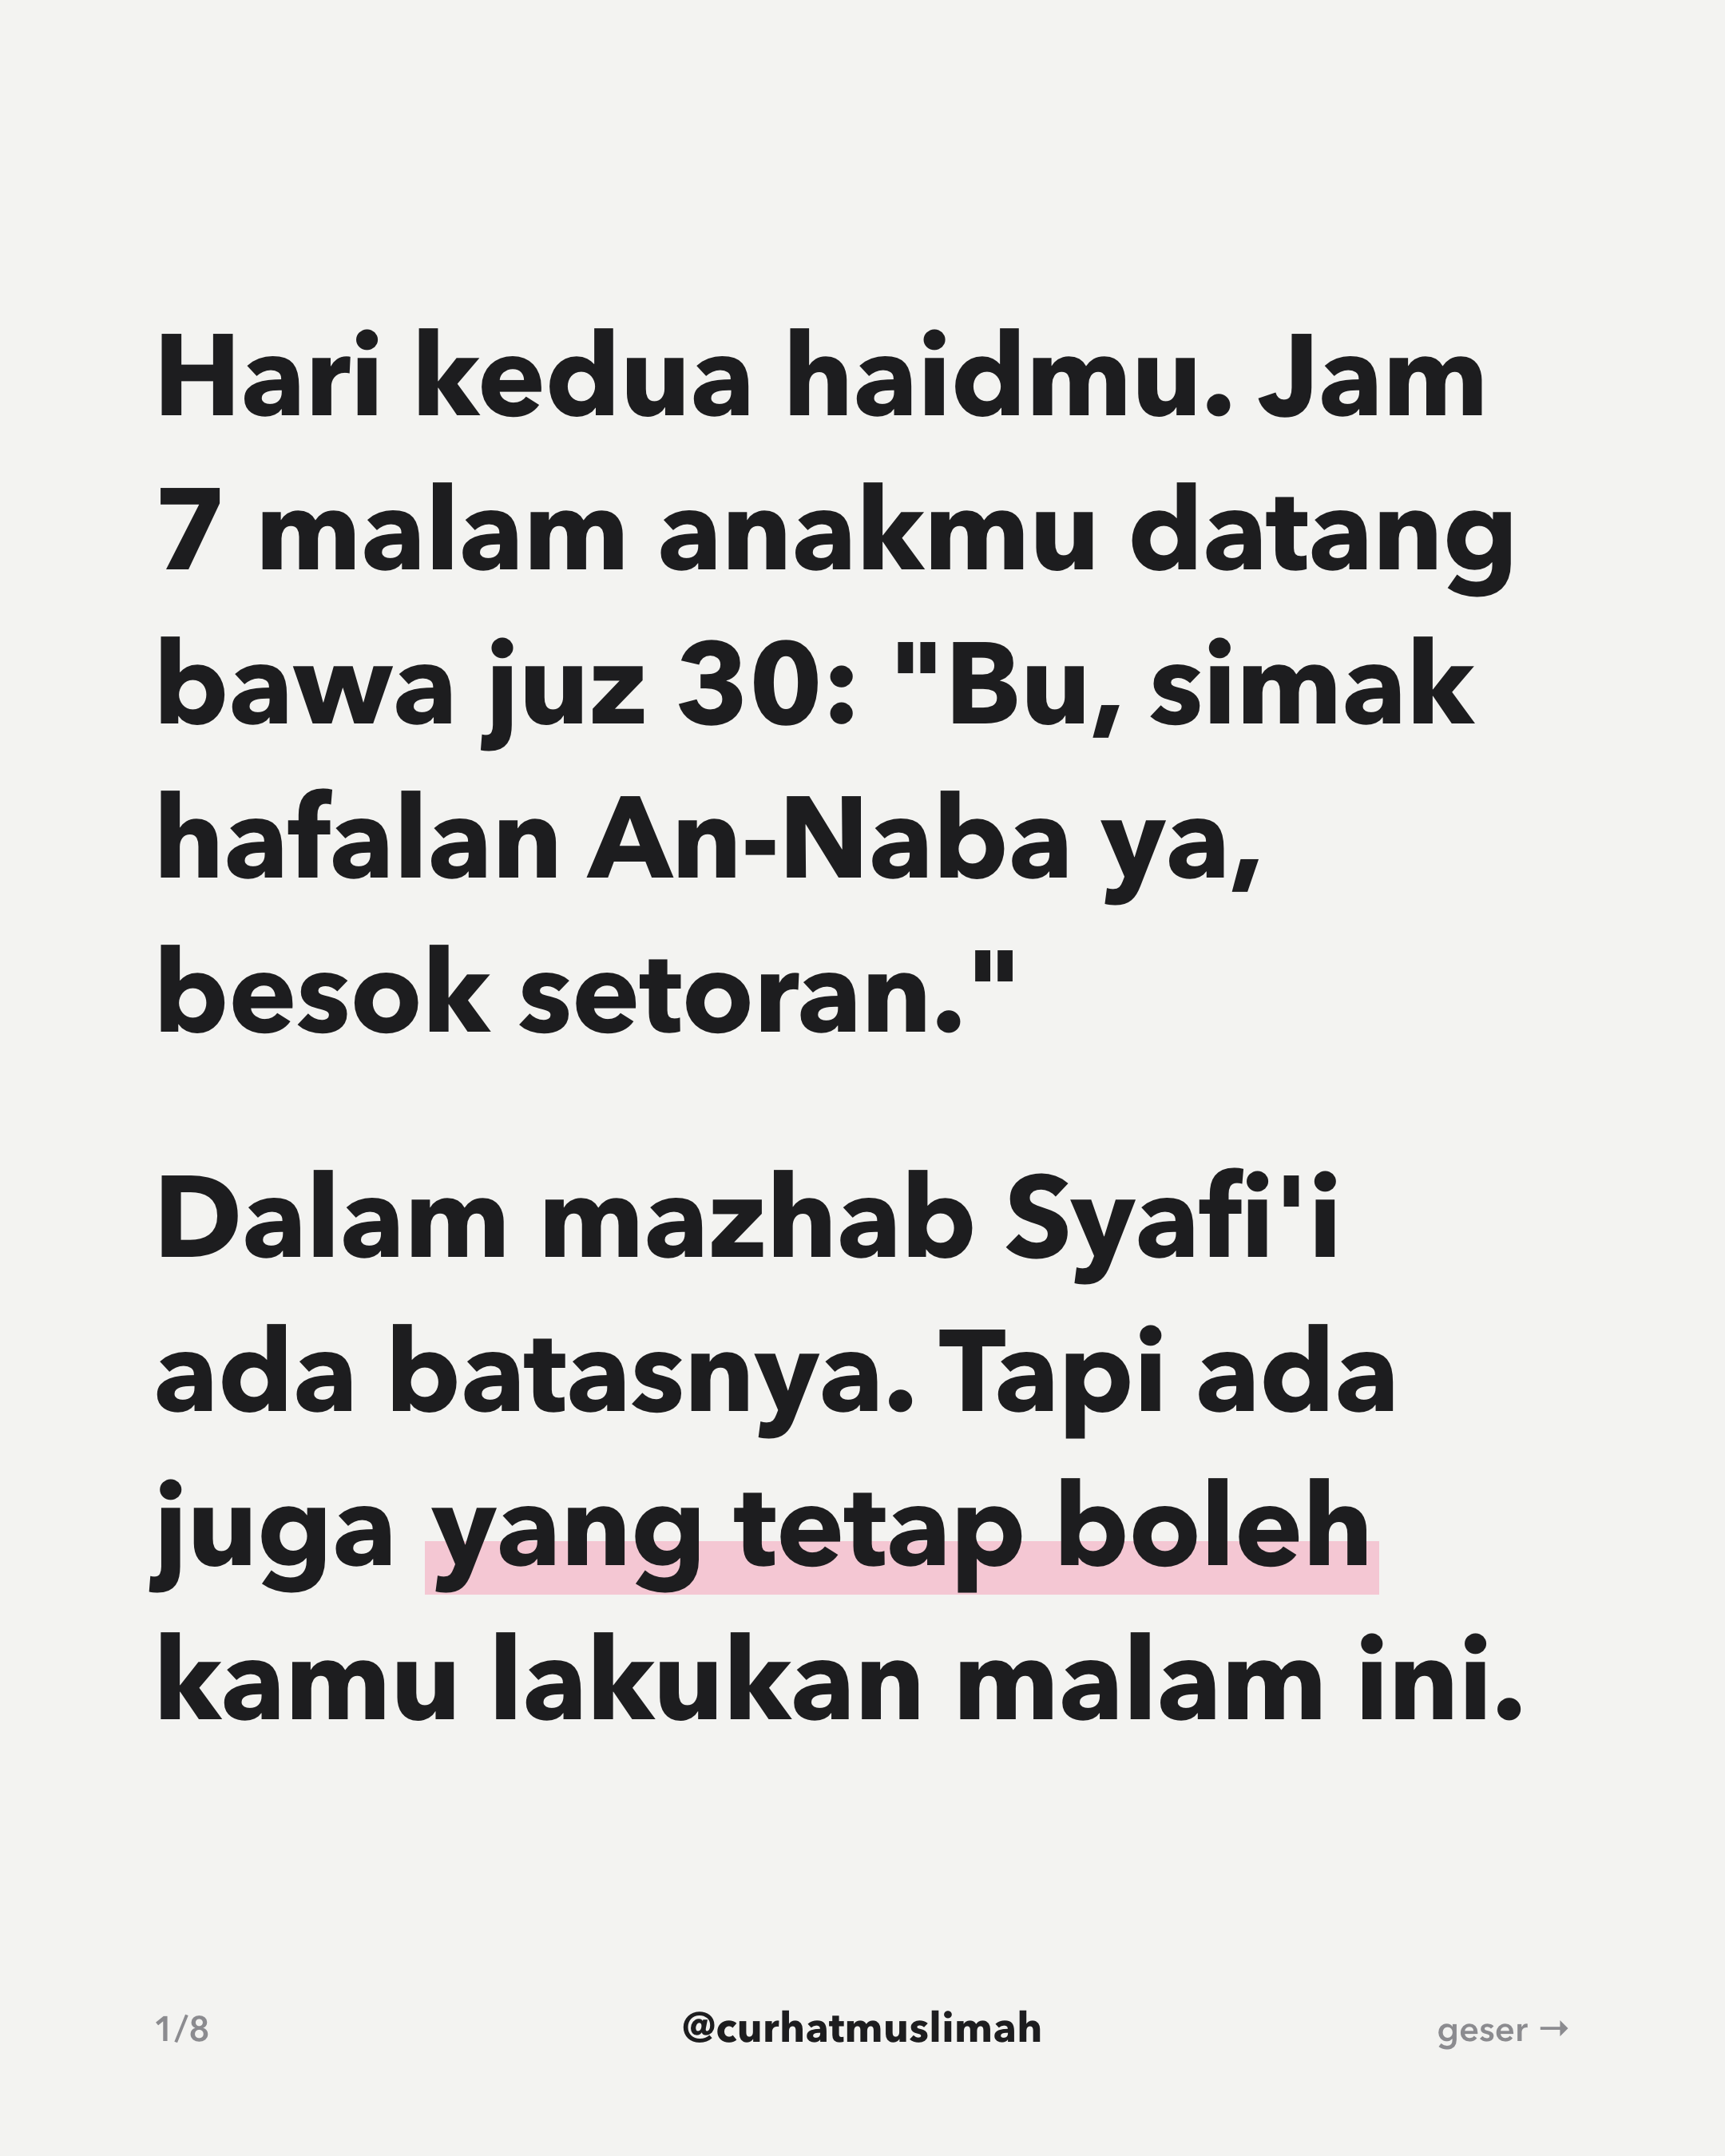 Hari kedua haidmu. Jam
7 malam anakmu datang
bawa juz 30: "Bu, simak
hafalan An-Naba ya,
besok setoran."
Dalam mazhab Syafi'i
ada batasnya. Tapi ada
juga yang tetap boleh
kamu lakukan malam ini.
1/8
@curhatmuslimah
geser →